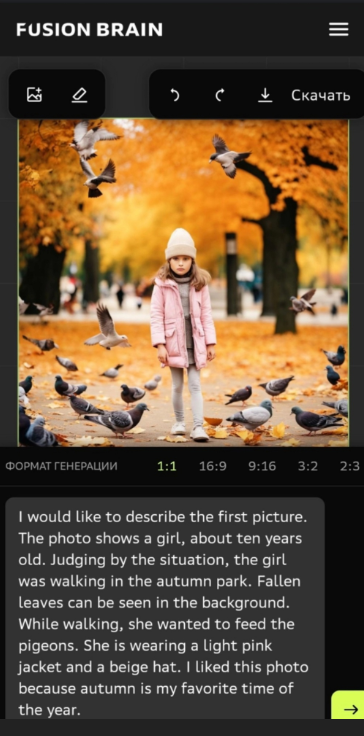 FUSION BRAIN
Скачать
ФОРМАТ ГЕНЕРАЦИИ 1:1 16:9 9:16 3:2 2:3
I would like to describe the first picture.
The photo shows a girl, about ten years
old. Judging by the situation, the girl
was walking in the autumn park. Fallen
leaves can be seen in the background.
While walking, she wanted to feed the
pigeons. She is wearing a light pink
jacket and a beige hat. I liked this photo
because autumn is my favorite time of
the year.